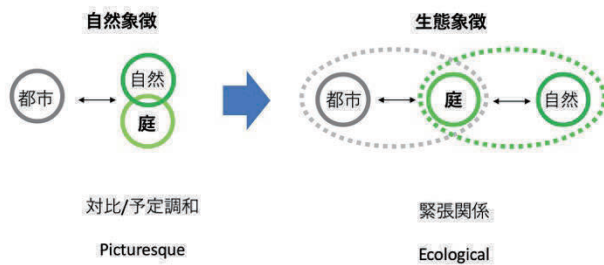 自然象徴
生態象徴
都市
自然
庭
都市
庭
自然
対比/予定調和
緊張関係
Picturesque
Ecological